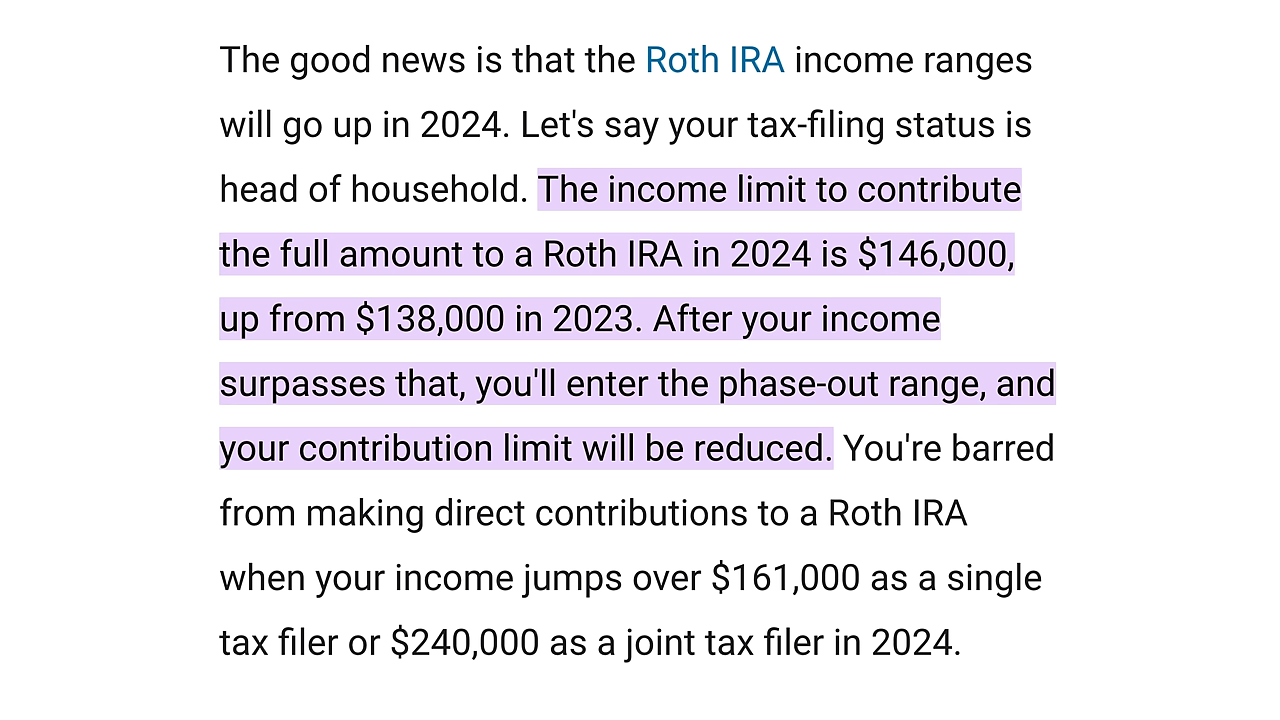 The good news is that the Roth IRA income ranges
will go up in 2024. Let's say your tax-filing status is
head of household. The income limit to contribute
the full amount to a Roth IRA in 2024 is $146,000,
up from $138,000 in 2023. After your income
surpasses that, you'll enter the phase-out range, and
your contribution limit will be reduced. You're barred
from making direct contributions to a Roth IRA
when your income jumps over $161,000 as a single
tax filer or $240,000 as a joint tax filer in 2024.